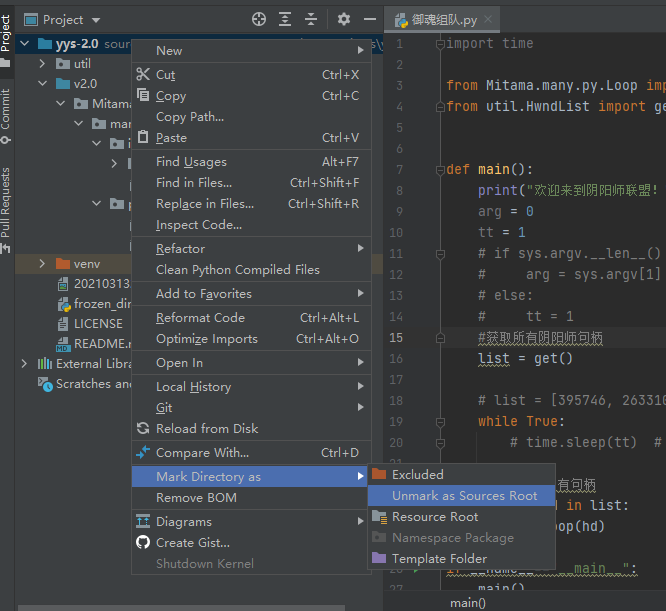 Project
Project
Commit
Pull Requests
yys-2.0 sour
util
v2.0
Mitama
mar
venv
20210313
frozen_dir
LICENSE
README.m
External Libra
Scratches and
New
Cut Ctrl+X
Copy Ctrl+C
Copy Path...
Paste Ctrl+V
Find Usages Alt+F7
Find in Files... Ctrl+Shift+F
Replace in Files... Ctrl+Shift+R
Inspect Code...
Refactor
Clean Python Compiled Files
Add to Favorites
Reformat Code Ctrl+Alt+L
Optimize Imports Ctrl+Alt+O
Open In
Local History
Git
Reload from Disk
Compare With... Ctrl+D
Mark Directory as
Remove BOM
Diagrams
Create Gist...
Shutdown Kernel
Excluded
Unmark as Sources Root
Resource Root
Namespace Package
Template Folder
御魂组队.py
1 import time
2
3 from Mitama.many.py.Loop imp
4 from util.HwndList import ge
5
6
7 def main():
8 print("欢迎来到阴阳师联盟!
9 arg = 0
10 tt = 1
11 # if sys.argv.__len__()
12 # arg = sys.argv[1]
13 # else:
14 # tt = 1
15 #获取所有阴阳师句柄
16 list = get()
17
18 # list = [395746, 263310
19 while True:
20 # time.sleep(tt) #
有句柄
in list:
op(hd)
__main__":
27 main()
main()